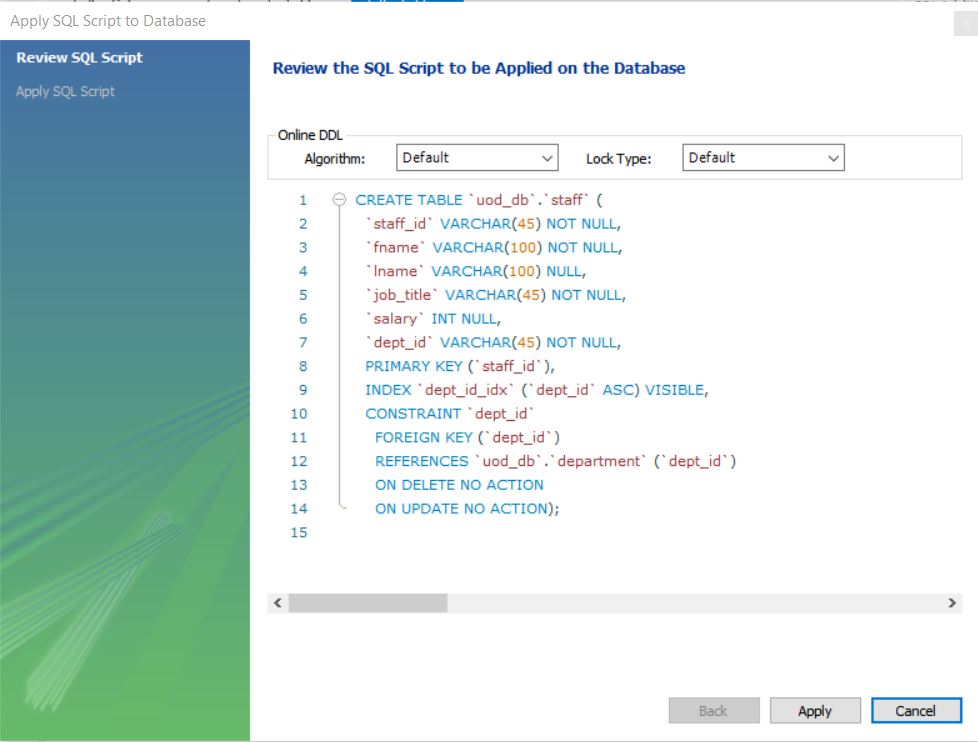 Apply SQL Script to Database
Review SQL Script
Apply SQL Script
Review the SQL Script to be Applied on the Database
Online DDL
Algorithm: Default Lock Type: Default
1 CREATE TABLE `uod_db`.`staff` (
2 `staff_id` VARCHAR(45) NOT NULL,
3 `fname` VARCHAR(100) NOT NULL,
4 `lname` VARCHAR(100) NULL,
5 `job_title` VARCHAR(45) NOT NULL,
6 `salary` INT NULL,
7 `dept_id` VARCHAR(45) NOT NULL,
8 PRIMARY KEY (`staff_id`),
9 INDEX `dept_id_idx` (`dept_id` ASC) VISIBLE,
10 CONSTRAINT `dept_id`
11 FOREIGN KEY (`dept_id`)
12 REFERENCES `uod_db`.`department` (`dept_id`)
13 ON DELETE NO ACTION
14 ON UPDATE NO ACTION);
15
Back Apply Cancel